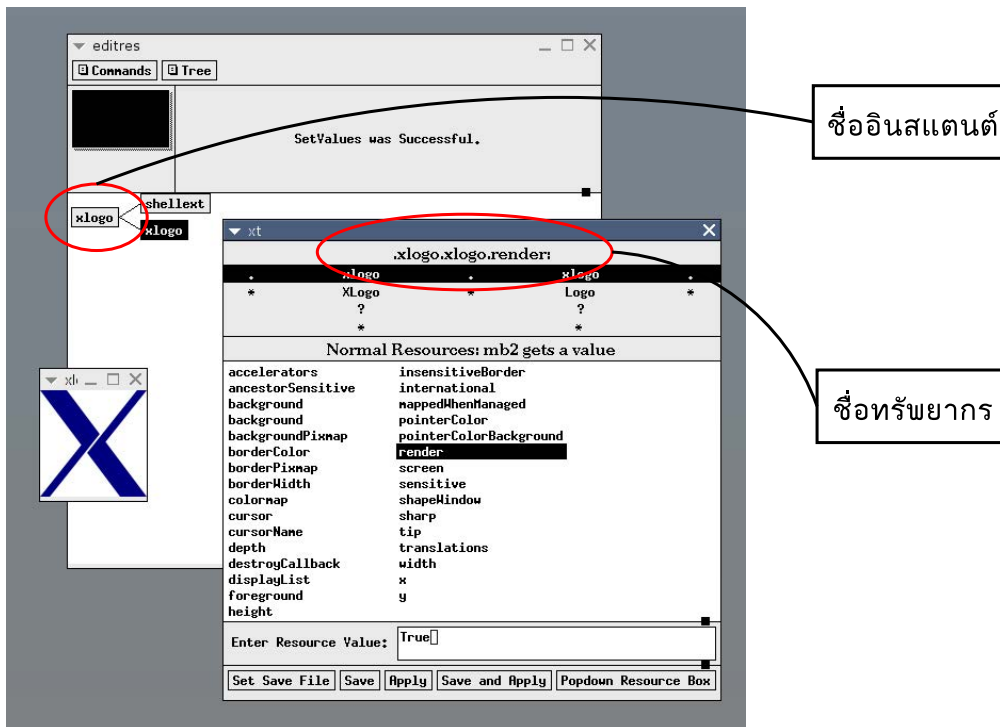 editres
Commands Tree
SetValues was Successful.
ชื่ออินสแตนต์
xlogo
shellext
xlogo
xt
.xlogo.xlogo.render:
. xlogo . xlogo .
* XLogo * Logo *
? ?
* *
Normal Resources: mb2 gets a value
accelerators insensitiveBorder
ancestorSensitive international
background mappedWhenManaged
background pointerColor
backgroundPixmap pointerColorBackground
borderColor render
borderPixmap screen
borderWidth sensitive
colormap shapeWindow
cursor sharp
cursorName tip
depth translations
destroyCallback width
displayList x
foreground y
height
ชื่อทรัพยากร
Enter Resource Value: True
Set Save File Save Apply Save and Apply Popdown Resource Box